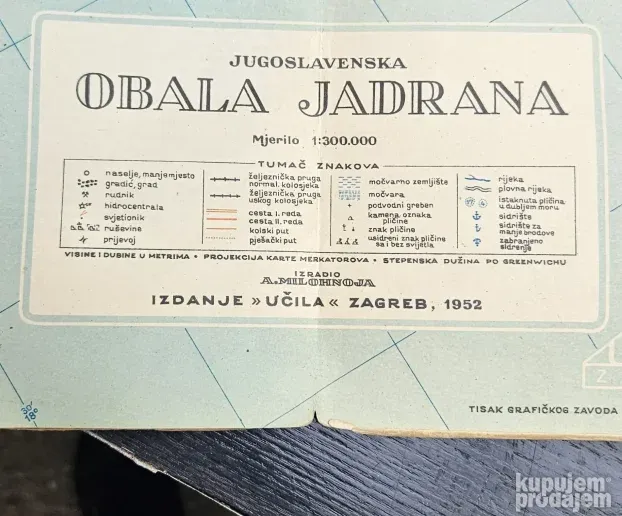 JUGOSLAVENSKA
OBALA JADRANA
Mjerilo 1:300.000
TUMAČ ZNAKOVA
naselje, manje mjesto
gradić, grad
rudnik
hidrocentrala
svjetionik
ruševine
prijevoj
željeznička pruga
normal. kolosjeka
željeznička pruga
uskog kolosjeka
cesta I. reda
cesta II. reda
kolski put
pješački put
močvarno zemljište
močvara
podvodni greben
kamena oznaka
pličine
znak pličine
usidreni znak pličine
sa i bez svijetla
rijeka
plovna rijeka
istaknuta pličina
u dubljem moru
sidrište
sidrište za
manje brodove
zabranjeno
sidrenje
VISINE I DUBINE U METRIMA • PROJEKCIJA KARTE MERKATOROVA • STEPENSKA DUŽINA PO GREENWICHU
IZRADIO
A. MILOHNOJA
IZDANJE »UČILA« ZAGREB, 1952
30'
18°
Z
TISAK GRAFIČKOG ZAVODA
kupujem
prodajem